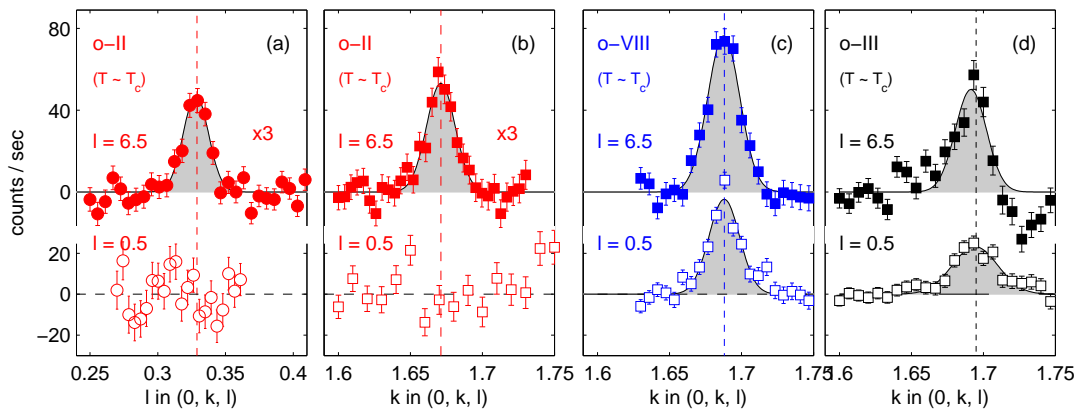 80
40
0
20
0
−20
counts / sec
o−II
(T ~ Tc)
l = 6.5
x3
(a)
l = 0.5
0.25
0.3
0.35
0.4
l in (0, k, l)
o−II
(T ~ Tc)
l = 6.5
x3
(b)
l = 0.5
1.6
1.65
1.7
1.75
k in (0, k, l)
o−VIII
(T ~ Tc)
l = 6.5
(c)
l = 0.5
1.6
1.65
1.7
k in (0, k, l)
o−III
(T ~ Tc)
l = 6.5
(d)
l = 0.5
1.6
1.65
1.7
1.75
k in (0, k, l)